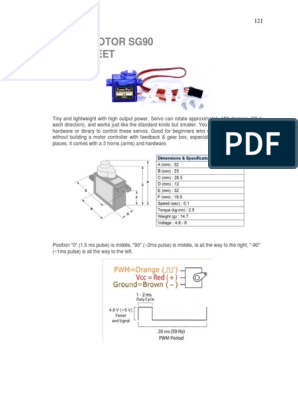 121
OTOR SG90
EET
Tiny and lightweight with high output power. Servo can rotate approximately 180 degrees (90 in
each direction), and works just like the standard kinds but smaller. You
hardware or library to control these servos. Good for beginners who
without building a motor controller with feedback & gear box, especially
places. It comes with a 3 horns (arms) and hardware.
PDF
Dimensions & Specifications
A (mm) : 32
B (mm) : 23
C (mm) : 28.5
D (mm) : 12
E (mm) : 32
F (mm) : 19.5
Speed (sec) : 0.1
Torque (kg-cm) : 2.5
Weight (g) : 14.7
Voltage : 4.8 - 6
Position "0" (1.5 ms pulse) is middle, "90" (~2ms pulse) is middle, is all the way to the right, "-90"
(~1ms pulse) is all the way to the left.
PWM=Orange (⎍⎍)
Vcc=Red (+)
Ground=Brown (-)
1 - 2 ms
Duty Cycle
4.8 V (~5 V)
Power
and Signal
20 ms (50 Hz)
PWM Period